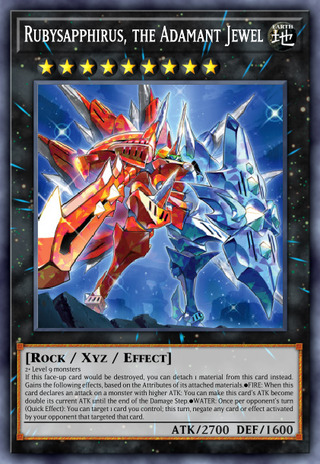 Rubysapphirus, the Adamant Jewel
EARTH
地
[Rock / Xyz / Effect]
2+ Level 9 monsters
If this face-up card would be destroyed, you can detach 1 material from this card instead.
Gains the following effects, based on the Attributes of its attached materials.●FIRE: When this
card declares an attack on a monster with higher ATK: You can make this card's ATK become
double its current ATK until the end of the Damage Step.●WATER: Once per opponent's turn
(Quick Effect): You can target 1 card you control; this turn, negate any card or effect activated
by your opponent that targeted that card.
ATK/2700 DEF/1600